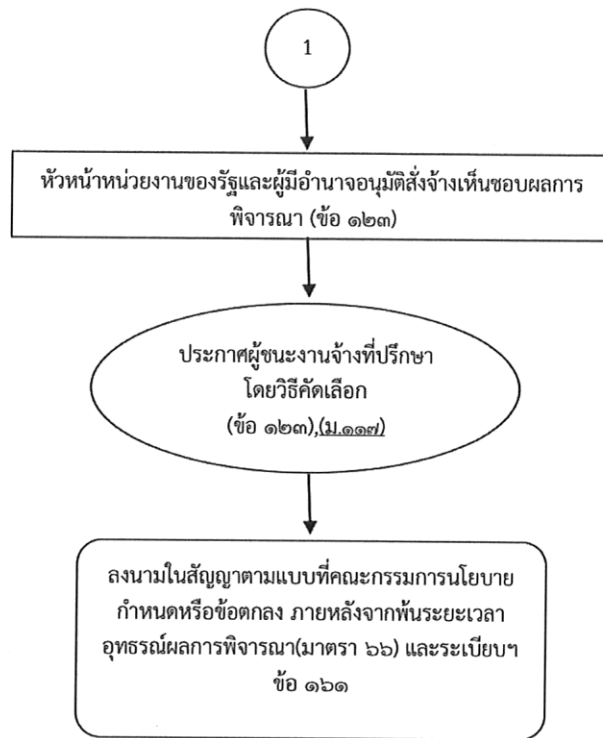 1
หัวหน้าหน่วยงานของรัฐและผู้มีอำนาจอนุมัติสั่งจ้างเห็นชอบผลการ
พิจารณา (ข้อ ๑๒๓)
ประกาศผู้ชนะงานจ้างที่ปรึกษา
โดยวิธีคัดเลือก
(ข้อ ๑๒๓),(ม.๑๑๗)
ลงนามในสัญญาตามแบบที่คณะกรรมการนโยบาย
กำหนดหรือข้อตกลง ภายหลังจากพ้นระยะเวลา
อุทธรณ์ผลการพิจารณา(มาตรา ๖๖) และระเบียบฯ
ข้อ ๑๖๑